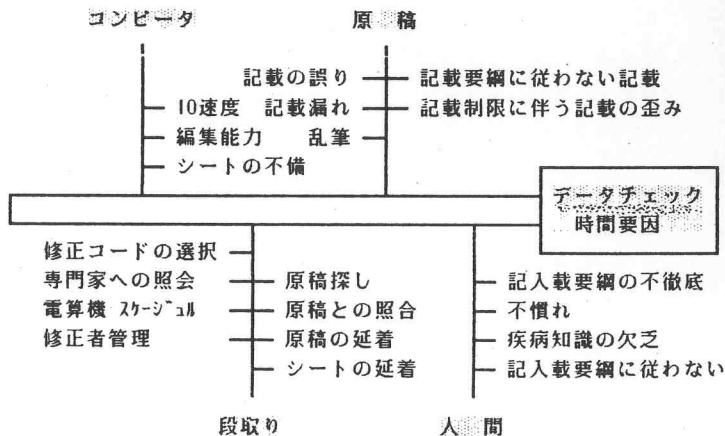 コンピータ　原　稿
記載の誤り　記載要綱に従わない記載
IO速度　記載漏れ　記載制限に伴う記載の歪み
編集能力　乱筆
シートの不備
データチェック
時間要因
修正コードの選択
専門家への照会　原稿探し　記入載要綱の不徹底
電算機 スケージュル　原稿との照合　不慣れ
修正者管理　原稿の延着　疾病知識の欠乏
シートの延着　記入載要綱に従わない
段取り　人　間